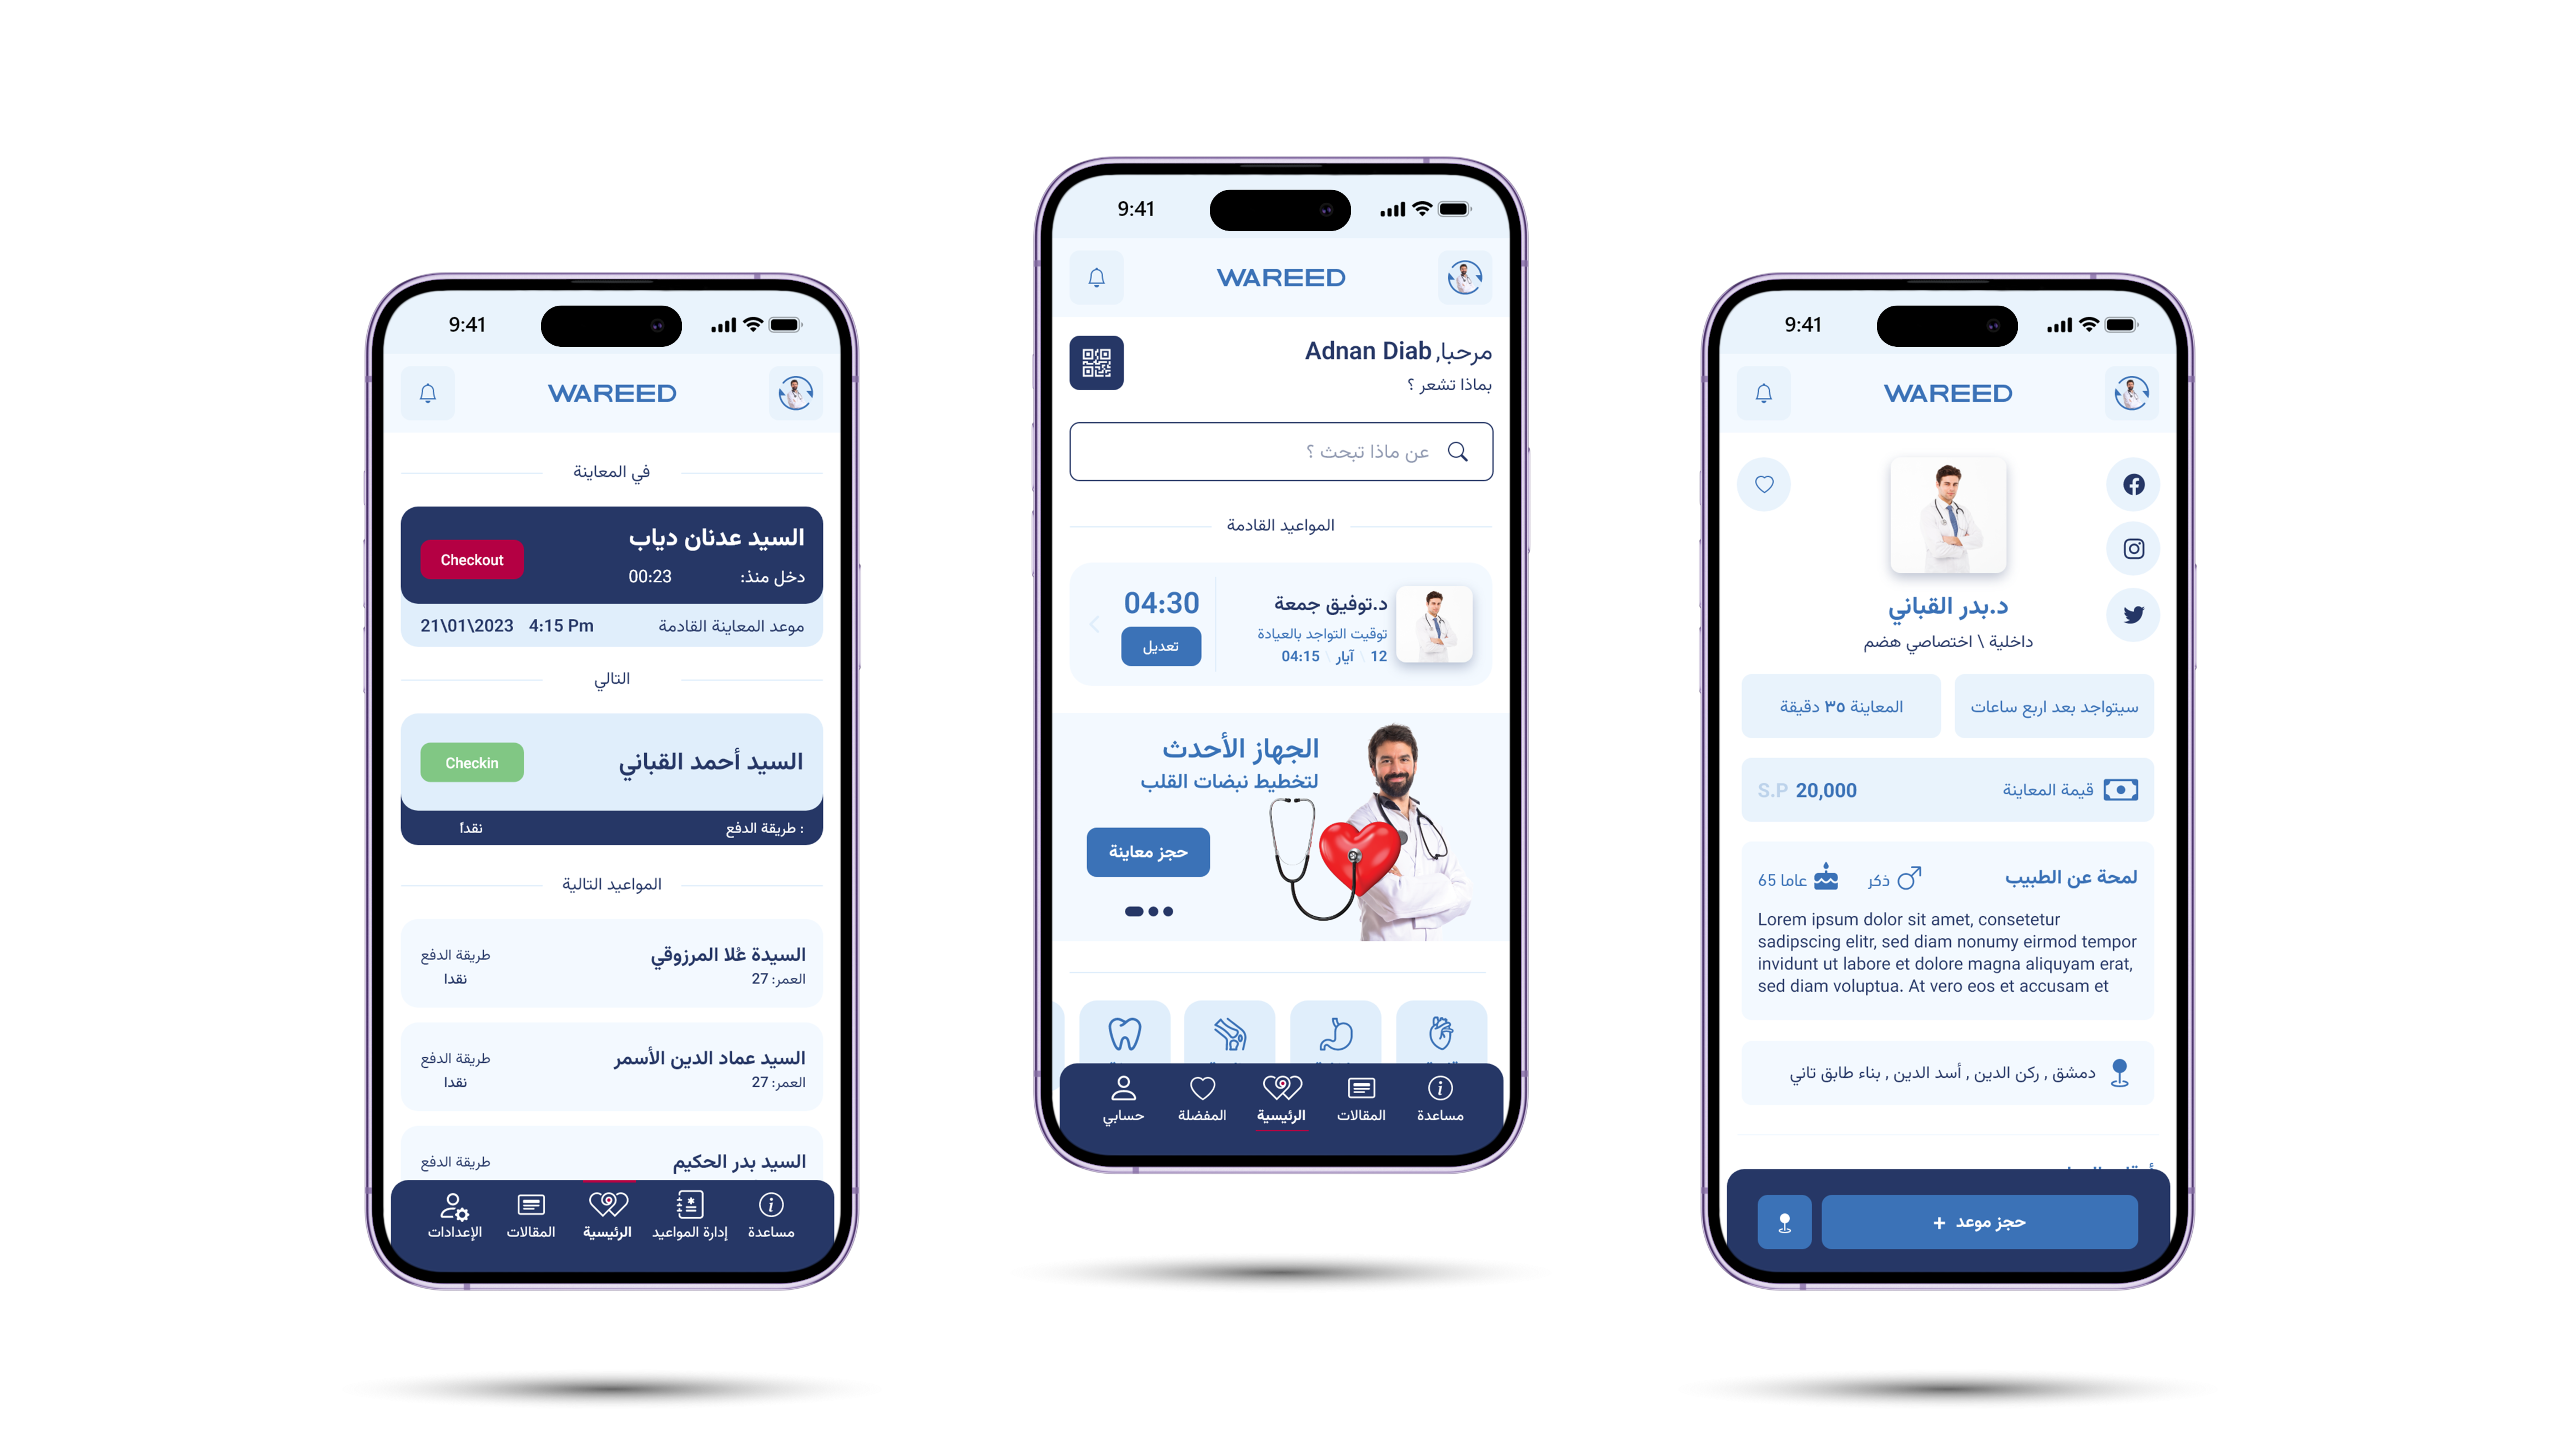 9:41
WAREED
في المعاينة
السيد عدنان دياب
دخل منذ: 00:23
Checkout
موعد المعاينة القادمة 4:15 Pm 21\01\2023
التالي
السيد أحمد القباني
Checkin
: طريقة الدفع نقداً
المواعيد التالية
السيدة عُلا المرزوقي
العمر: 27
طريقة الدفع
نقدا
السيد عماد الدين الأسمر
العمر: 27
طريقة الدفع
نقدا
السيد بدر الحكيم
طريقة الدفع
مساعدة إدارة المواعيد الرئيسية المقالات الإعدادات
9:41
WAREED
مرحبا, Adnan Diab
بماذا تشعر ؟
عن ماذا تبحث ؟
المواعيد القادمة
د.توفيق جمعة
توقيت التواجد بالعيادة
12 \ آيار \ 04:15
04:30
تعديل
الجهاز الأحدث
لتخطيط نبضات القلب
حجز معاينة
مساعدة المقالات الرئيسية المفضلة حسابي
9:41
WAREED
د.بدر القباني
داخلية \ اختصاصي هضم
سيتواجد بعد اربع ساعات
المعاينة ٣٥ دقيقة
قيمة المعاينة 20,000 S.P
لمحة عن الطبيب
ذكر
65 عاما
Lorem ipsum dolor sit amet, consetetur
sadipscing elitr, sed diam nonumy eirmod tempor
invidunt ut labore et dolore magna aliquyam erat,
sed diam voluptua. At vero eos et accusam et
دمشق , ركن الدين , أسد الدين , بناء طابق تاني
حجز موعد +